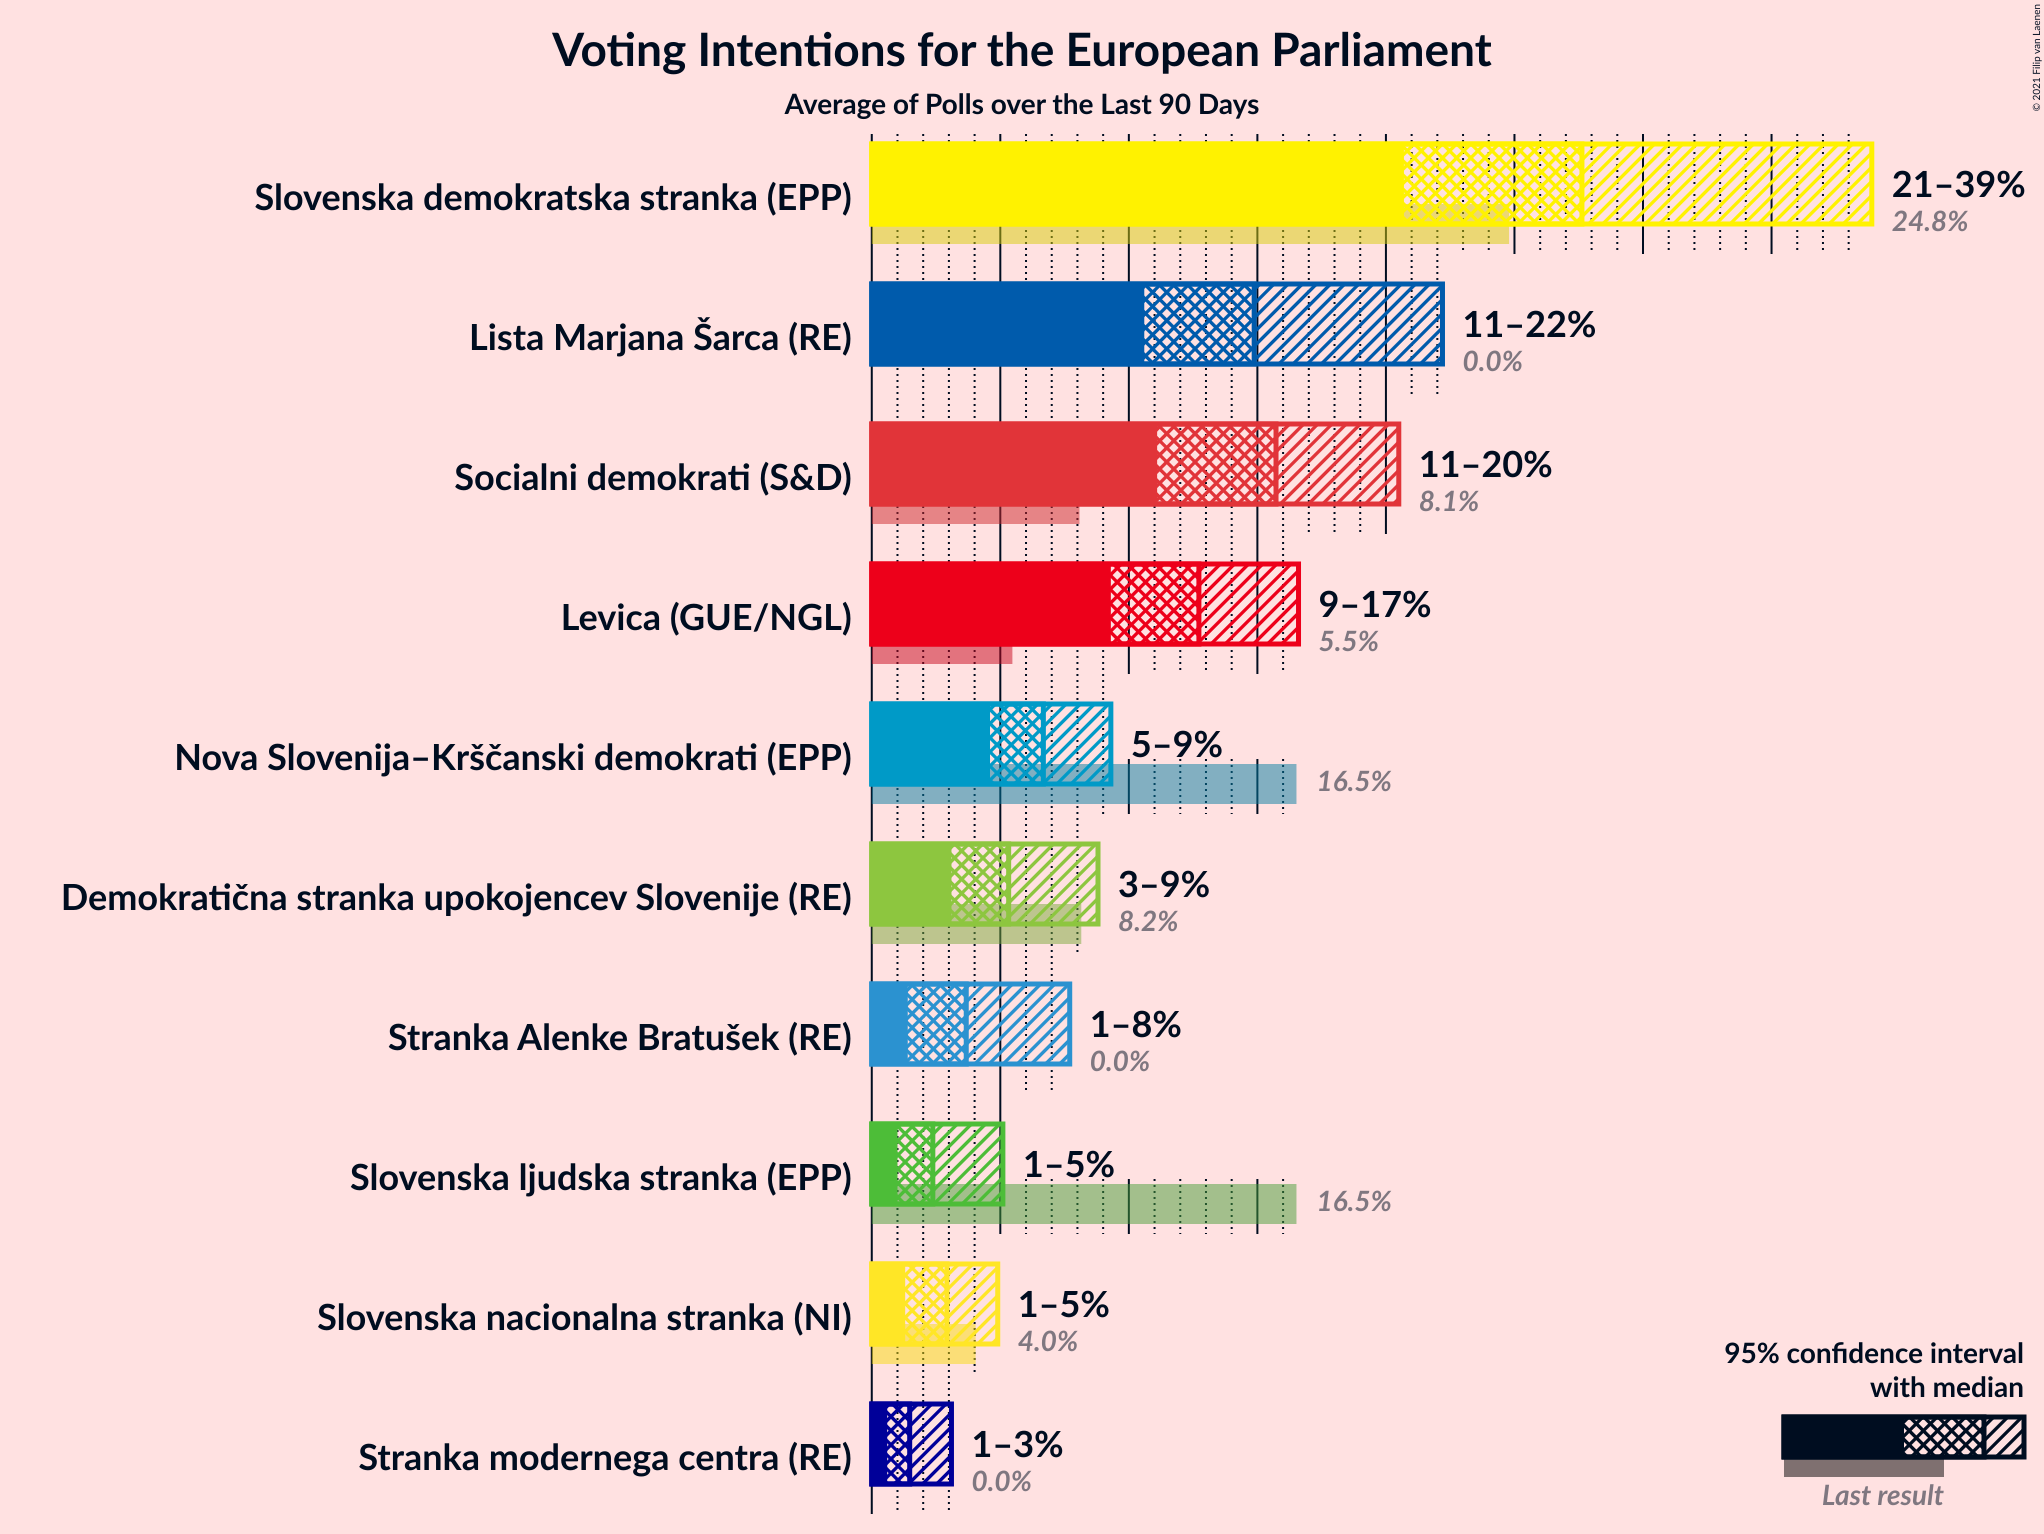 Voting Intentions for the European Parliament
Average of Polls over the Last 90 Days
© 2021 Filip van Laenen
Slovenska demokratska stranka (EPP)
21–39%
24.8%
Lista Marjana Šarca (RE)
11–22%
0.0%
Socialni demokrati (S&D)
11–20%
8.1%
Levica (GUE/NGL)
9–17%
5.5%
Nova Slovenija–Krščanski demokrati (EPP)
5–9%
16.5%
Demokratična stranka upokojencev Slovenije (RE)
3–9%
8.2%
Stranka Alenke Bratušek (RE)
1–8%
0.0%
Slovenska ljudska stranka (EPP)
1–5%
16.5%
Slovenska nacionalna stranka (NI)
1–5%
4.0%
Stranka modernega centra (RE)
1–3%
0.0%
95% confidence interval
with median
Last result